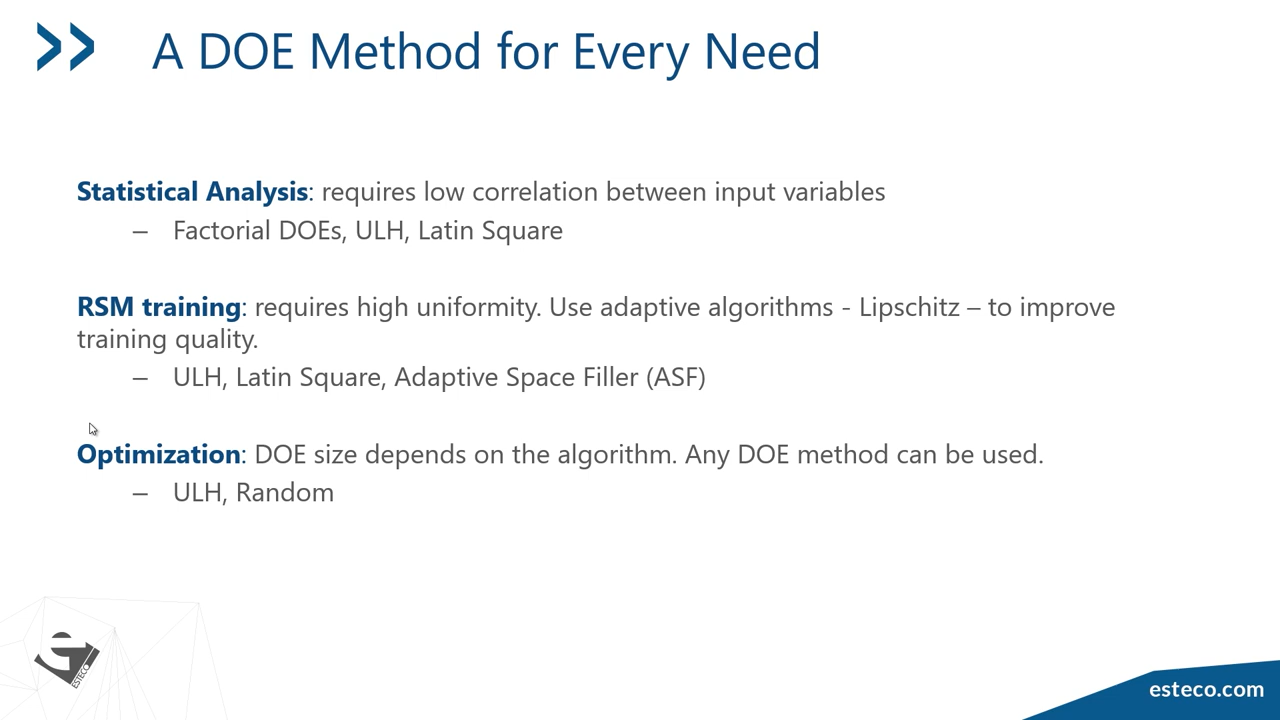 A DOE Method for Every Need
Statistical Analysis: requires low correlation between input variables
– Factorial DOEs, ULH, Latin Square
RSM training: requires high uniformity. Use adaptive algorithms - Lipschitz – to improve
training quality.
– ULH, Latin Square, Adaptive Space Filler (ASF)
Optimization: DOE size depends on the algorithm. Any DOE method can be used.
– ULH, Random
ESTECO
esteco.com